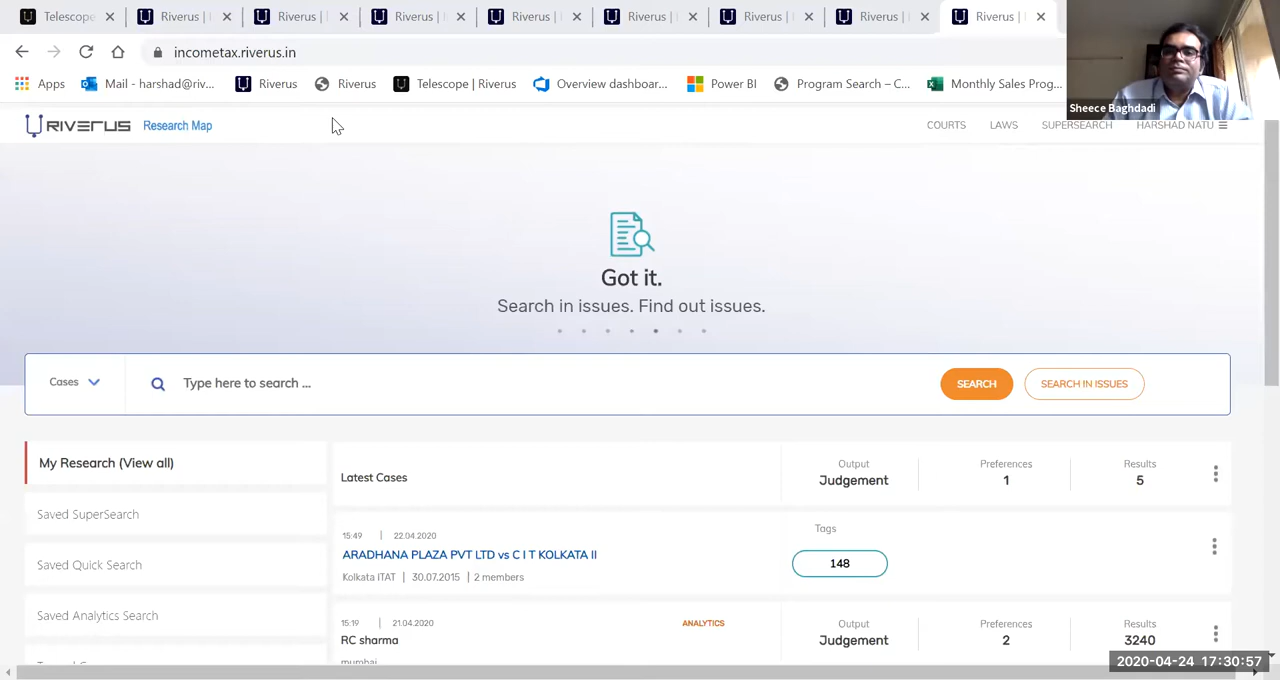 Telescope
Riverus |
Riverus |
Riverus |
Riverus |
Riverus |
Telescope |
Riverus |
Riverus |
incometax.riverus.in
Apps
Mail - harshad@riv...
Riverus
Riverus
Telescope | Riverus
Overview dashboar...
Power BI
Program Search – C...
Monthly Sales Prog...
Sheece Baghdadi
RIVERUS
Research Map
COURTS
LAWS
SUPERSEARCH
HARSHAD NATU
Got it.
Search in issues. Find out issues.
Cases
Type here to search ...
SEARCH
SEARCH IN ISSUES
My Research (View all)
Saved SuperSearch
Saved Quick Search
Saved Analytics Search
Latest Cases
Output
Judgement
Preferences
1
Results
5
15:49 | 22.04.2020
ARADHANA PLAZA PVT LTD vs C I T KOLKATA II
Kolkata ITAT | 30.07.2015 | 2 members
Tags
148
15:19 | 21.04.2020
ANALYTICS
RC sharma
mumbai
Output
Judgement
Preferences
2
Results
3240
2020-04-24 17:30:57